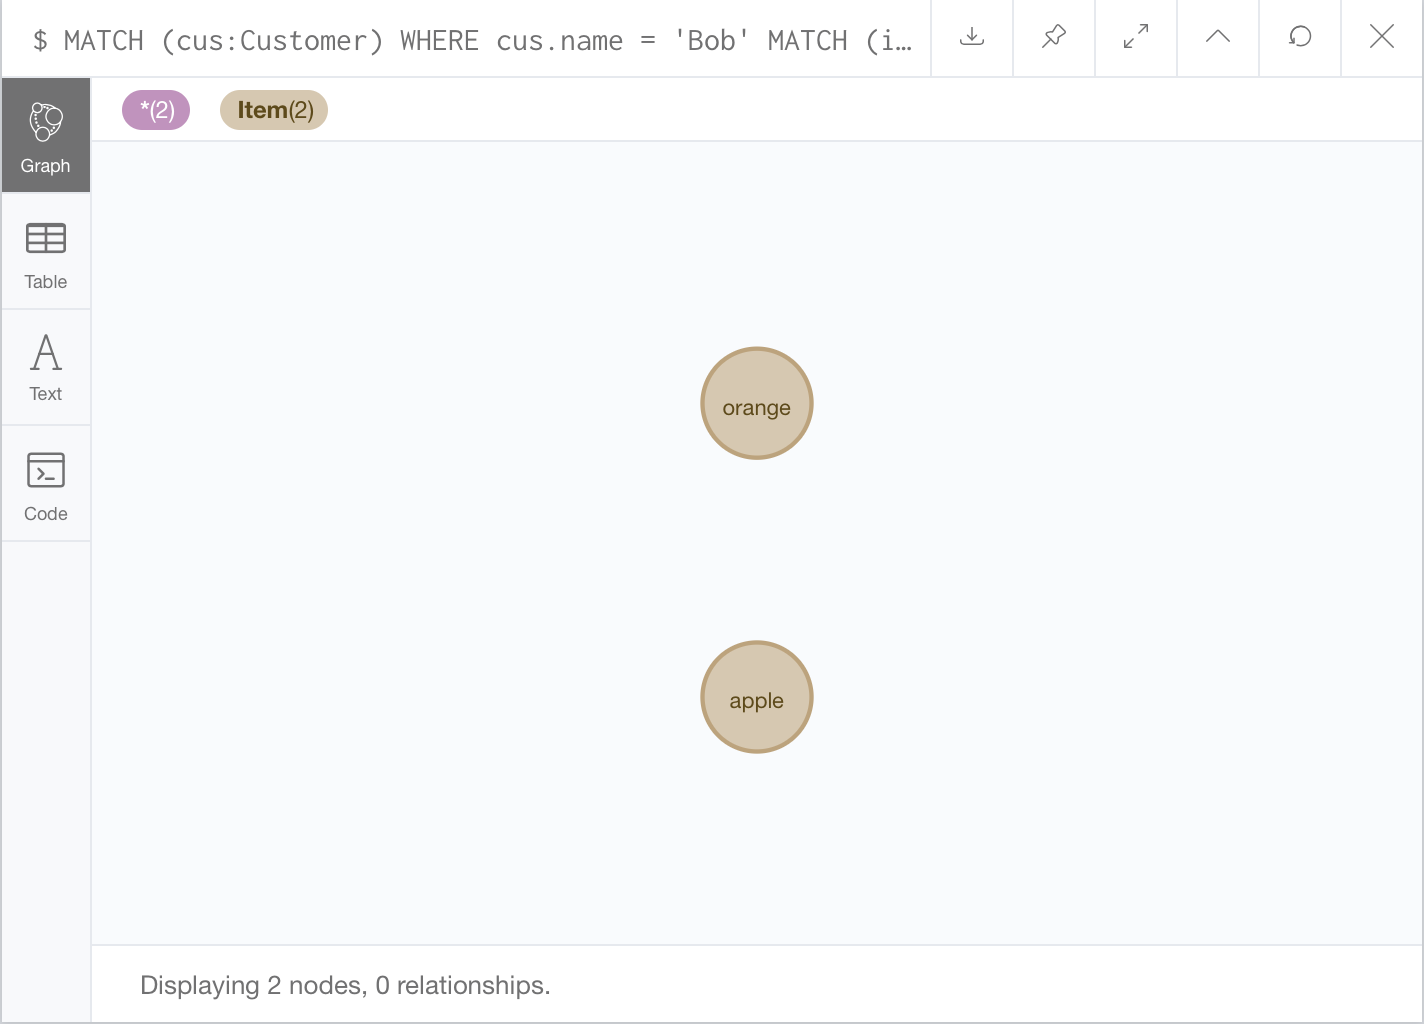 $ MATCH (cus:Customer) WHERE cus.name = 'Bob' MATCH (i…
*(2) Item(2)
Graph
Table
Text
Code
orange
apple
Displaying 2 nodes, 0 relationships.